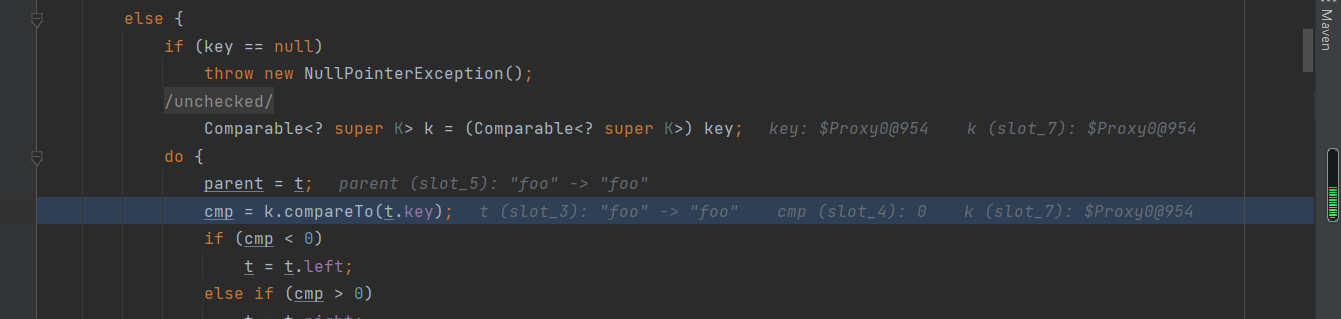 else {
if (key == null)
throw new NullPointerException();
/unchecked/
Comparable<? super K> k = (Comparable<? super K>) key; key: $Proxy0@954 k (slot_7): $Proxy0@954
do {
parent = t; parent (slot_5): "foo" -> "foo"
cmp = k.compareTo(t.key); t (slot_3): "foo" -> "foo" cmp (slot_4): 0 k (slot_7): $Proxy0@954
if (cmp < 0)
t = t.left;
else if (cmp > 0)
t = t.right;
Maven